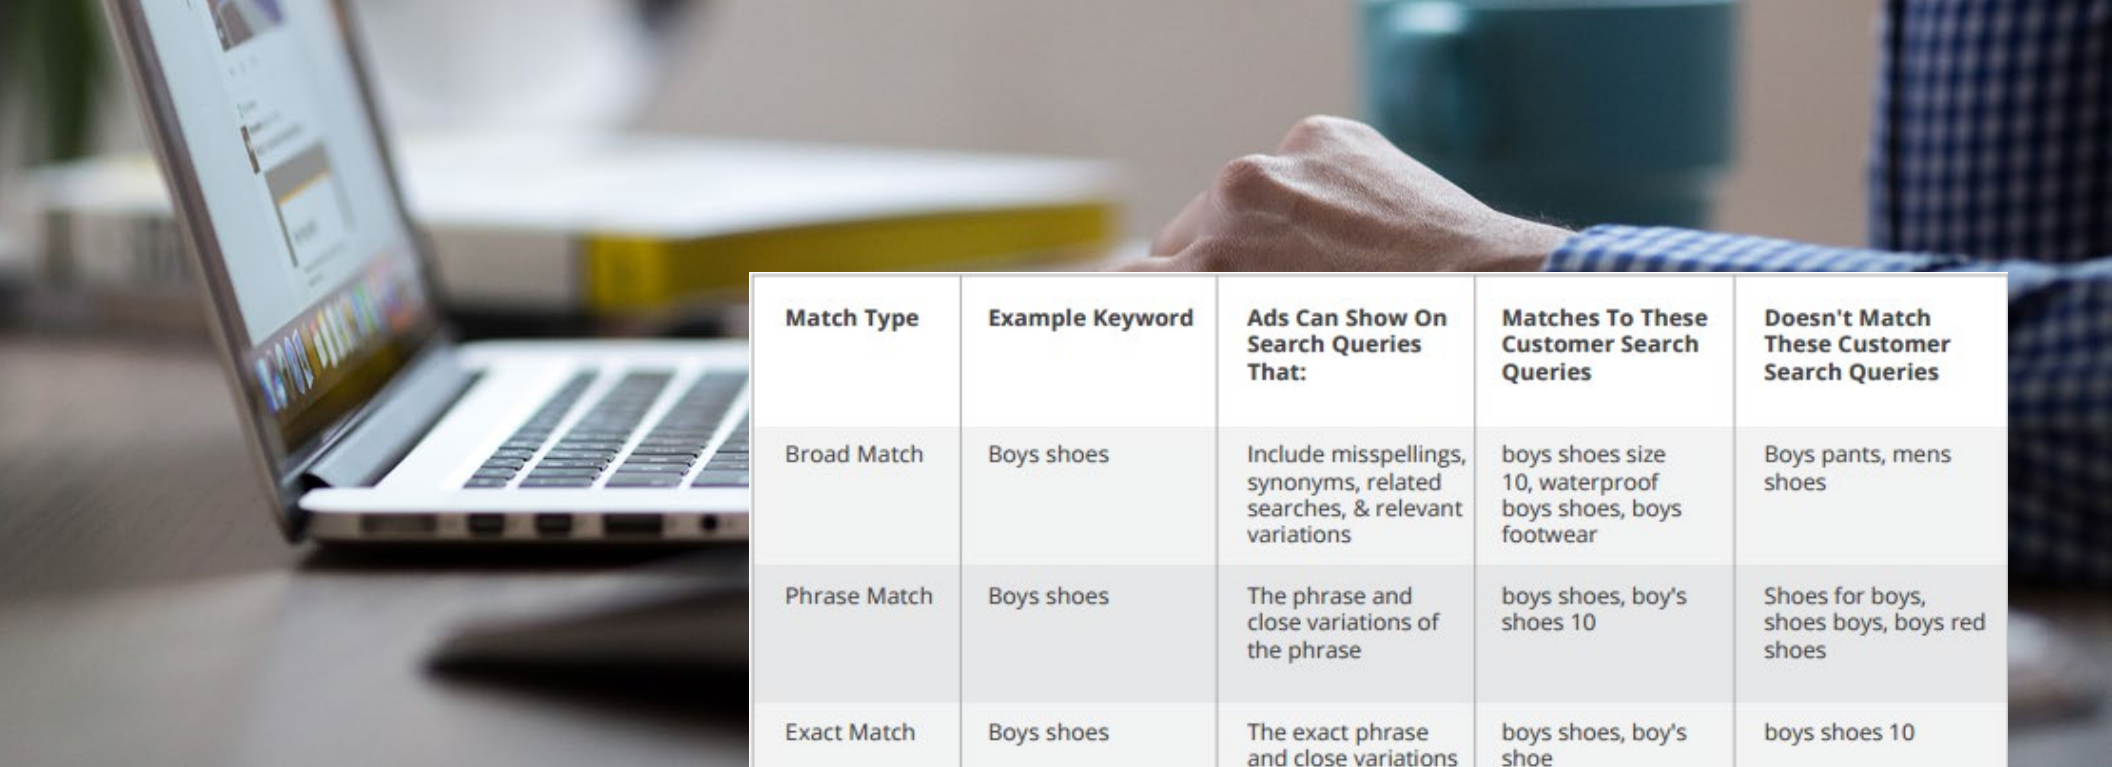 Match Type
Example Keyword
Ads Can Show On
Search Queries
That:
Matches To These
Customer Search
Queries
Doesn't Match
These Customer
Search Queries
Broad Match
Boys shoes
Include misspellings,
synonyms, related
searches, & relevant
variations
boys shoes size
10, waterproof
boys shoes, boys
footwear
Boys pants, mens
shoes
Phrase Match
Boys shoes
The phrase and
close variations of
the phrase
boys shoes, boy's
shoes 10
Shoes for boys,
shoes boys, boys red
shoes
Exact Match
Boys shoes
The exact phrase
and close variations
boys shoes, boy's
shoe
boys shoes 10